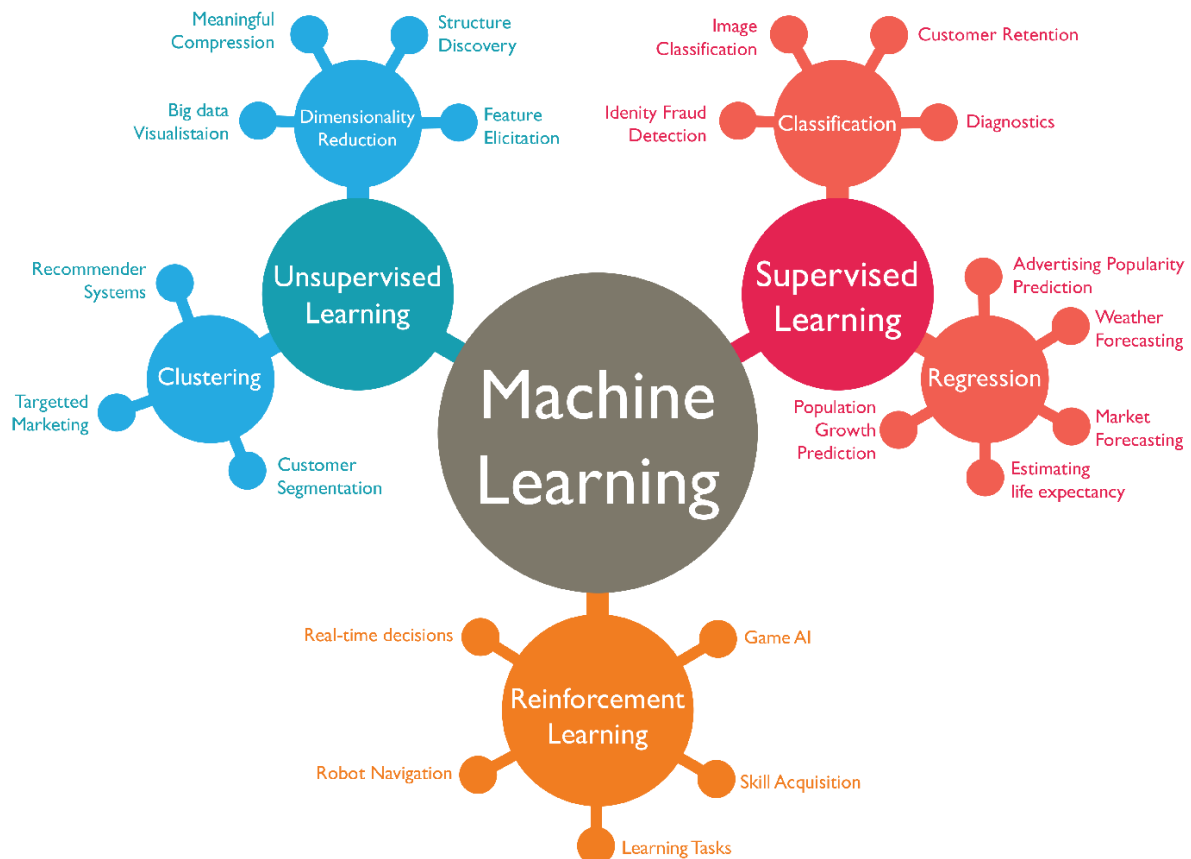 Meaningful
Compression
Structure
Discovery
Big data
Visualistaion
Dimensionality
Reduction
Feature
Elicitation
Image
Classification
Customer Retention
Idenity Fraud
Detection
Classification
Diagnostics
Recommender
Systems
Unsupervised
Learning
Clustering
Targetted
Marketing
Customer
Segmentation
Machine
Learning
Supervised
Learning
Advertising Popularity
Prediction
Weather
Forecasting
Regression
Population
Growth
Prediction
Market
Forecasting
Estimating
life expectancy
Real-time decisions
Game AI
Reinforcement
Learning
Robot Navigation
Skill Acquisition
Learning Tasks